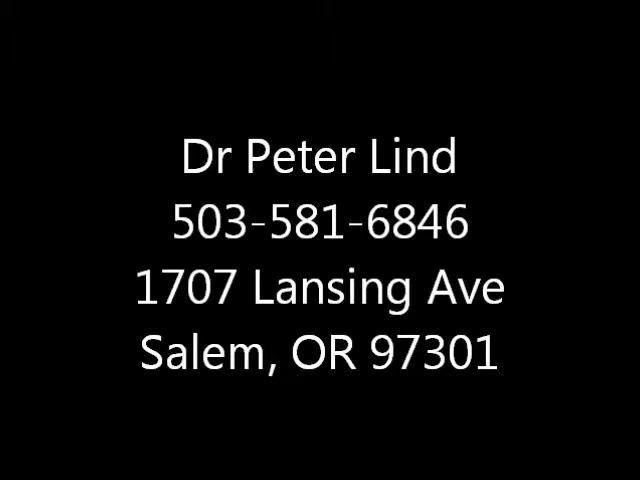 Dr Peter Lind
503-581-6846
1707 Lansing Ave
Salem, OR 97301